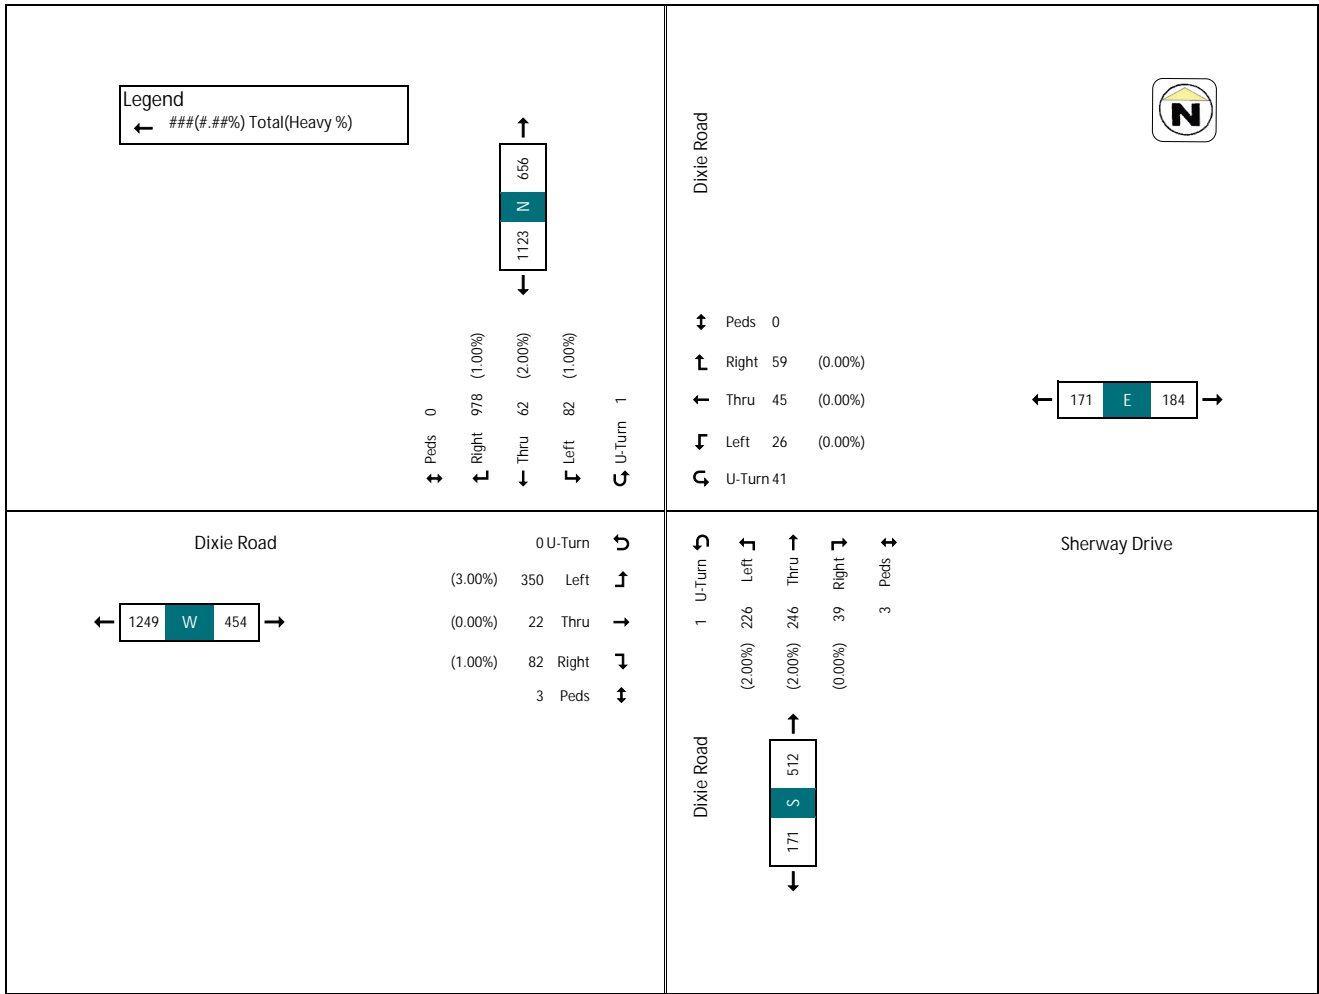 Legend
###(#.##%) Total(Heavy %)
656
N
1123
Peds 0
Right 978 (1.00%)
Thru 62 (2.00%)
Left 82 (1.00%)
U-Turn 1
Dixie Road
N
Peds 0
Right 59 (0.00%)
Thru 45 (0.00%)
Left 26 (0.00%)
U-Turn 41
171 E 184
Dixie Road
0 U-Turn
(3.00%) 350 Left
(0.00%) 22 Thru
(1.00%) 82 Right
3 Peds
1249 W 454
1 U-Turn
(2.00%) 226 Left
(2.00%) 246 Thru
(0.00%) 39 Right
3 Peds
Sherway Drive
Dixie Road
512
S
171